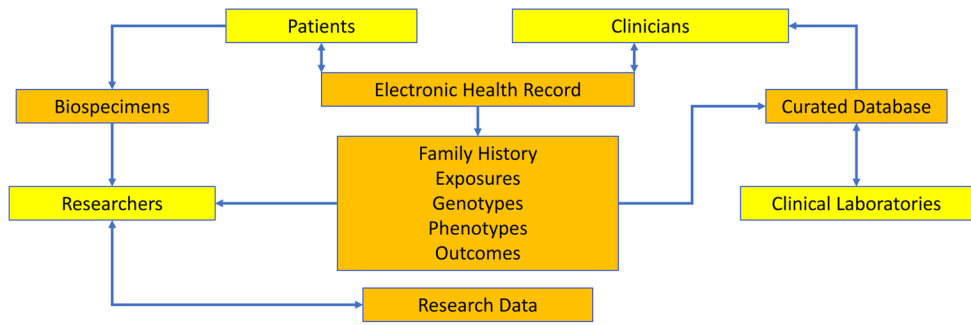 Patients
Clinicians
Electronic Health Record
Biospecimens
Curated Database
Family History
Exposures
Genotypes
Phenotypes
Outcomes
Researchers
Clinical Laboratories
Research Data